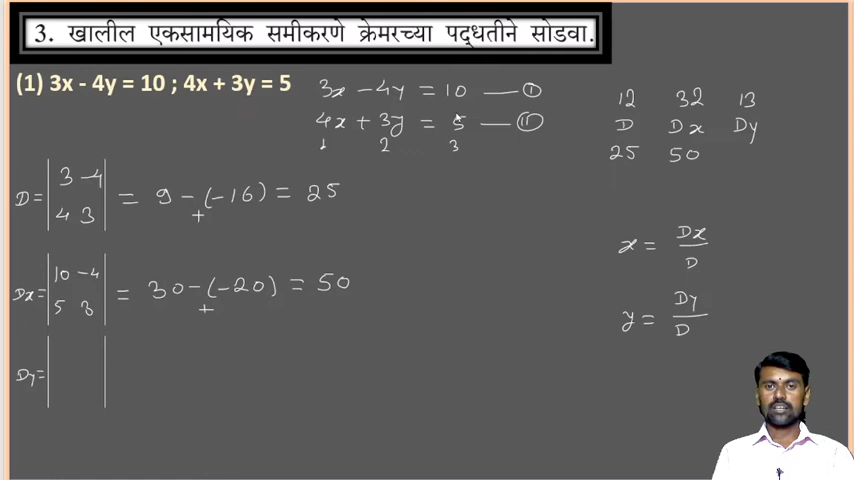 3. खालील एकसामयिक समीकरणे क्रेमरच्या पद्धतीने सोडवा.
(1) 3x - 4y = 10 ; 4x + 3y = 5
3x - 4y = 10 —— Ⓘ
4x + 3y = 5 —— Ⓘⓘ
1 2 3
12 32 13
D Dx Dy
25 50
D = | 3 -4 | = 9 - (-16) = 25
| 4 3 | +
Dx = | 10 -4 | = 30 - (-20) = 50
| 5 3 | +
Dy = | |
x = Dx
D
y = Dy
D